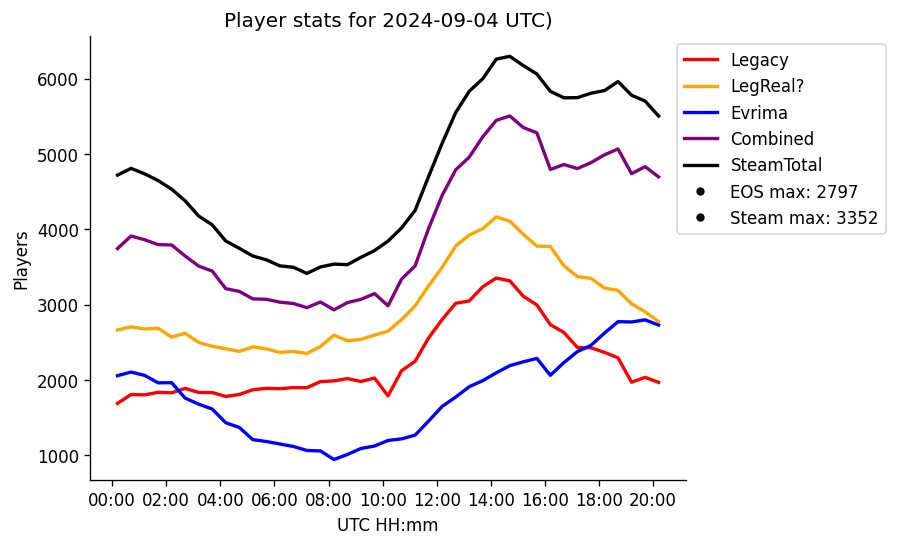 Player stats for 2024-09-04 UTC)
Legacy
LegReal?
Evrima
Combined
SteamTotal
EOS max: 2797
Steam max: 3352
Players
6000
5000
4000
3000
2000
1000
00:00 02:00 04:00 06:00 08:00 10:00 12:00 14:00 16:00 18:00 20:00
UTC HH:mm